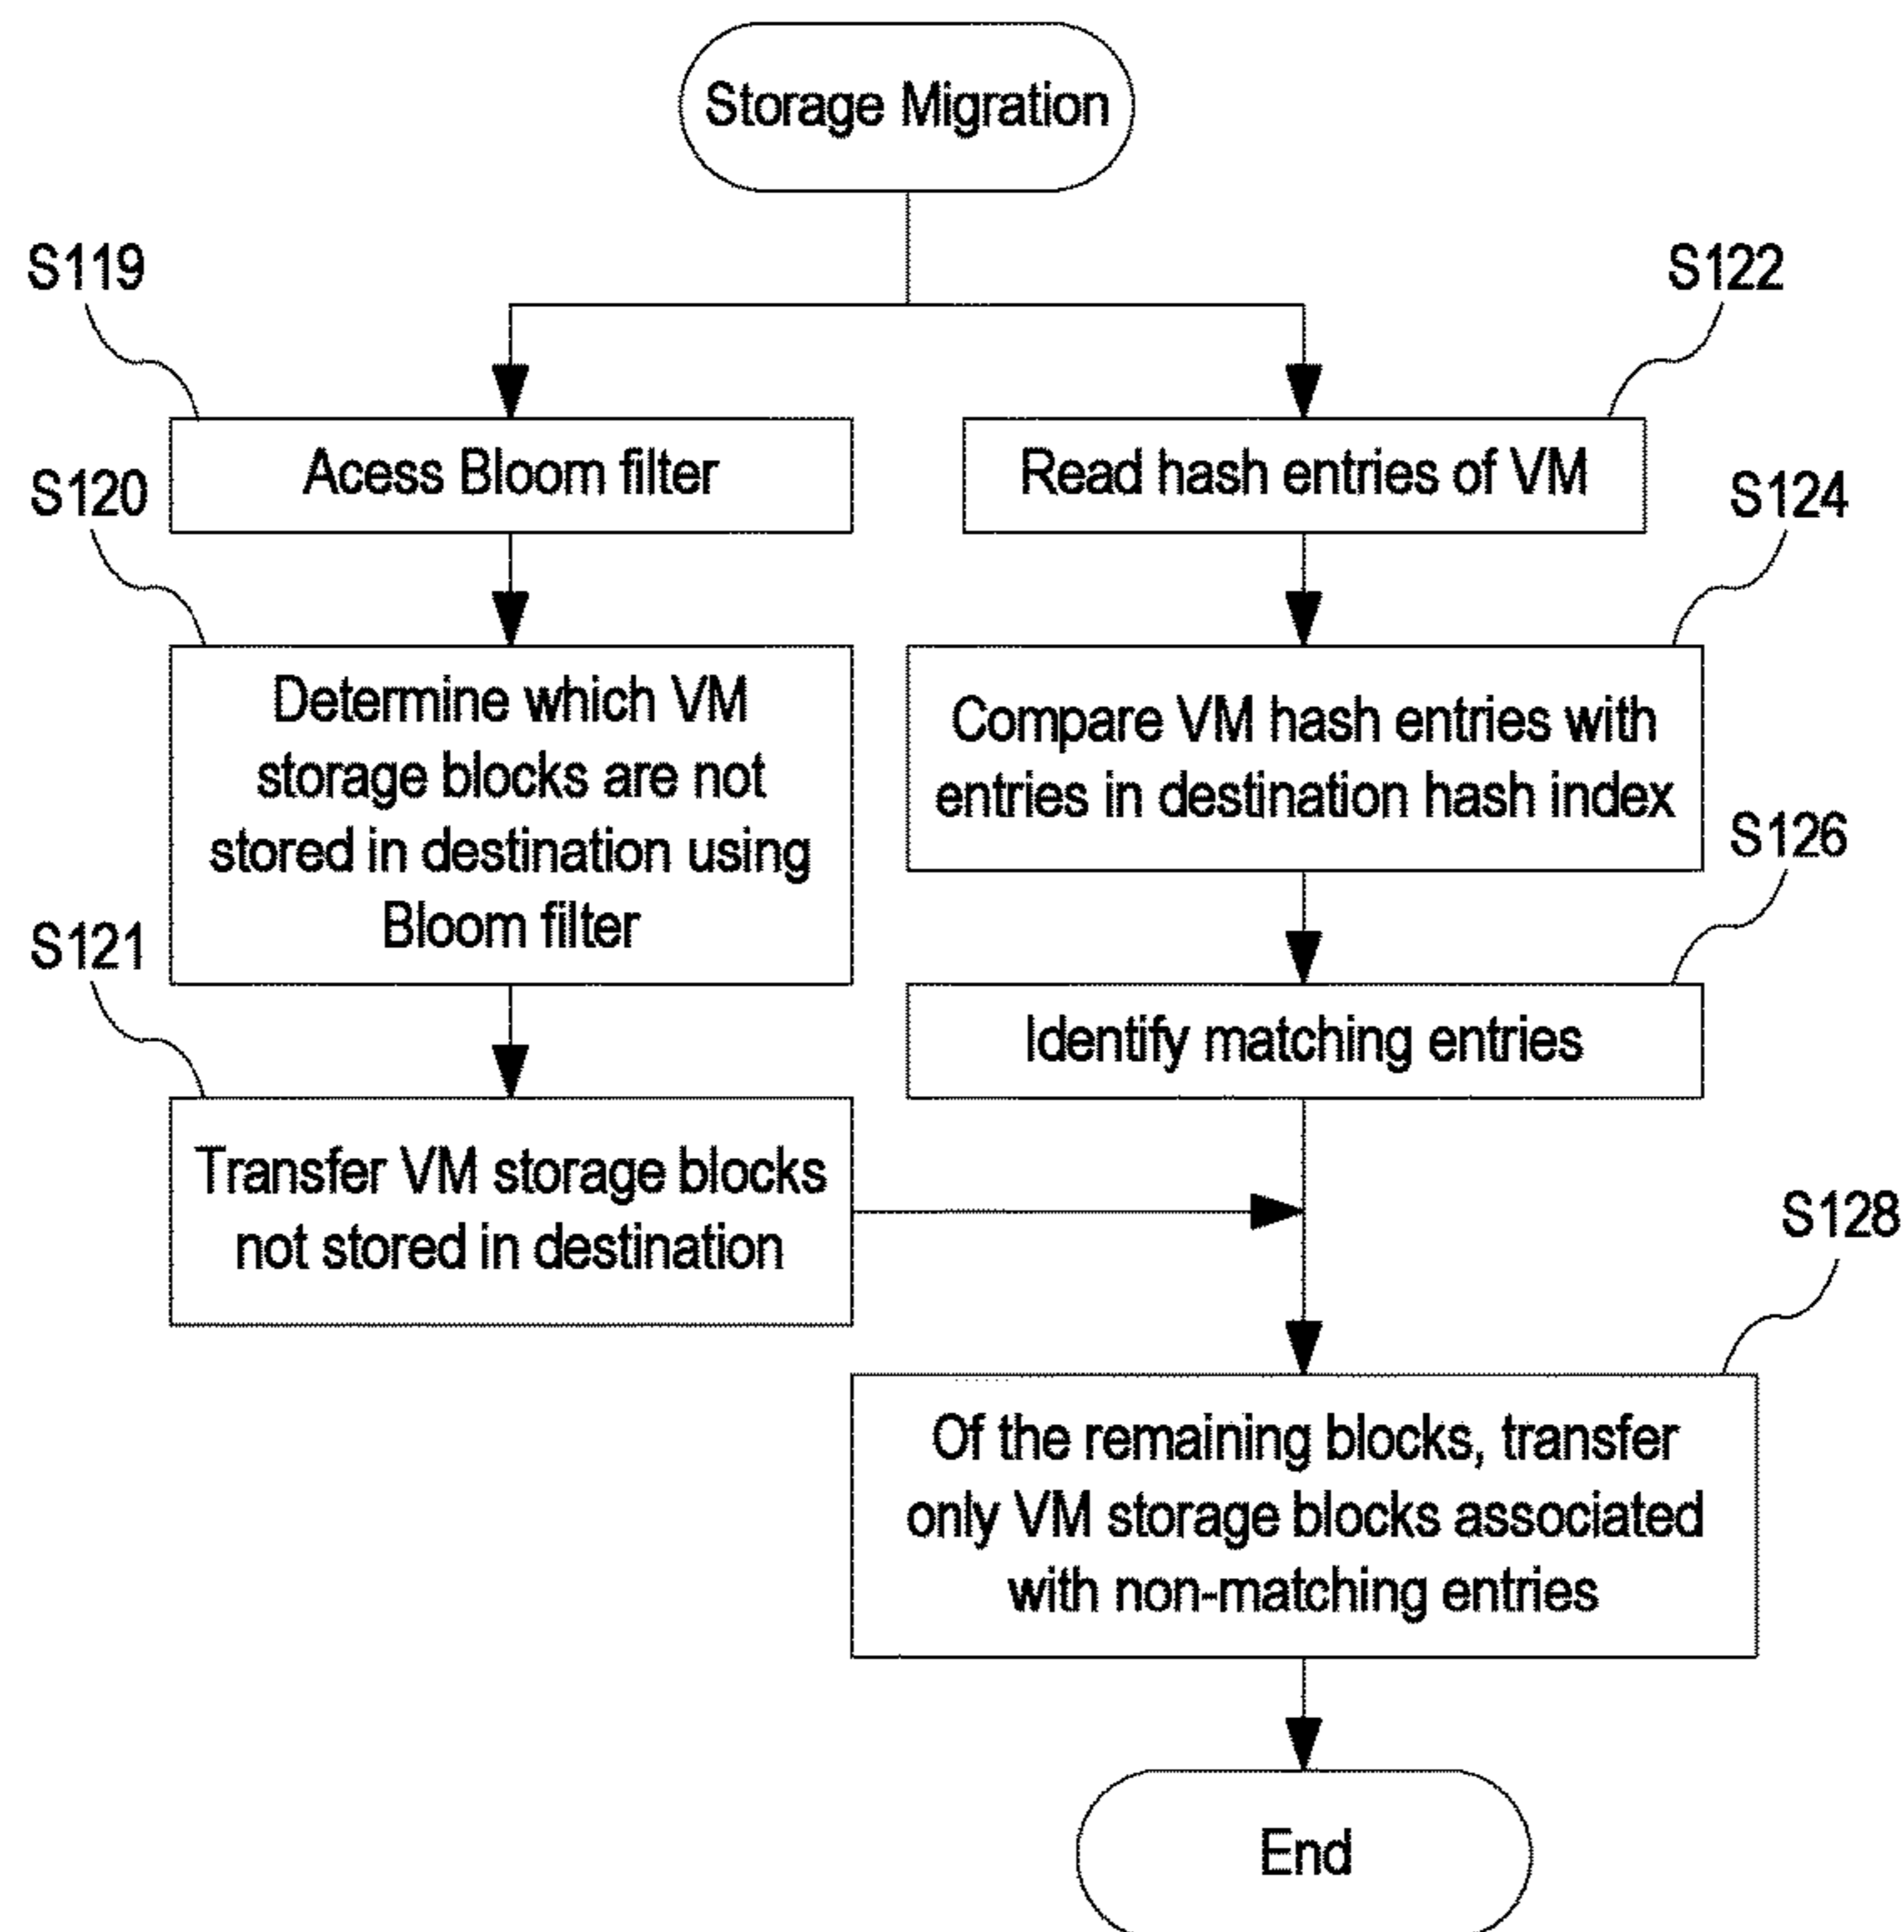 Storage Migration
S119
S122
Acess Bloom filter
Read hash entries of VM
S120
S124
Determine which VM
storage blocks are not
stored in destination using
Bloom filter
Compare VM hash entries with
entries in destination hash index
S121
S126
Identify matching entries
Transfer VM storage blocks
not stored in destination
S128
Of the remaining blocks, transfer
only VM storage blocks associated
with non-matching entries
End